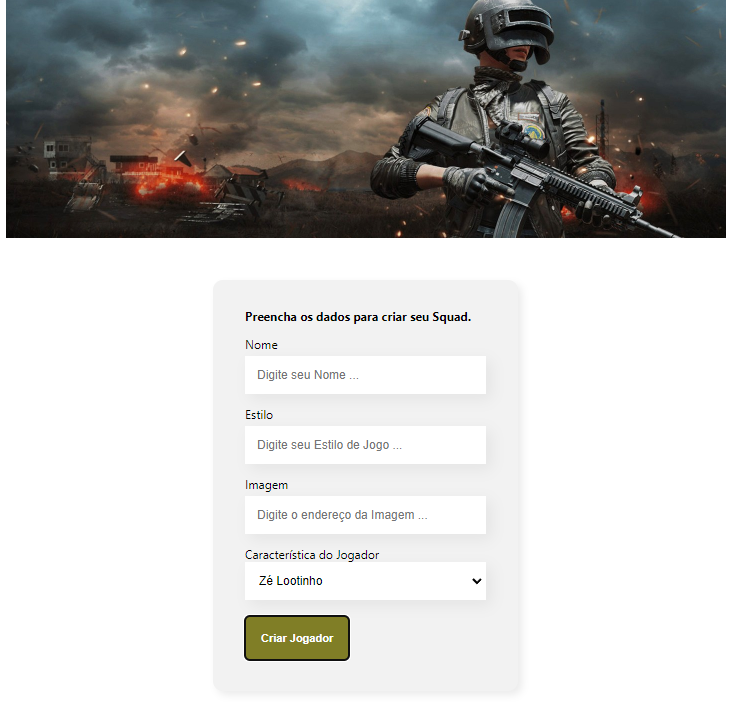 Preencha os dados para criar seu Squad.
Nome
Digite seu Nome ...
Estilo
Digite seu Estilo de Jogo ...
Imagem
Digite o endereço da Imagem ...
Característica do Jogador
Zé Lootinho
Criar Jogador